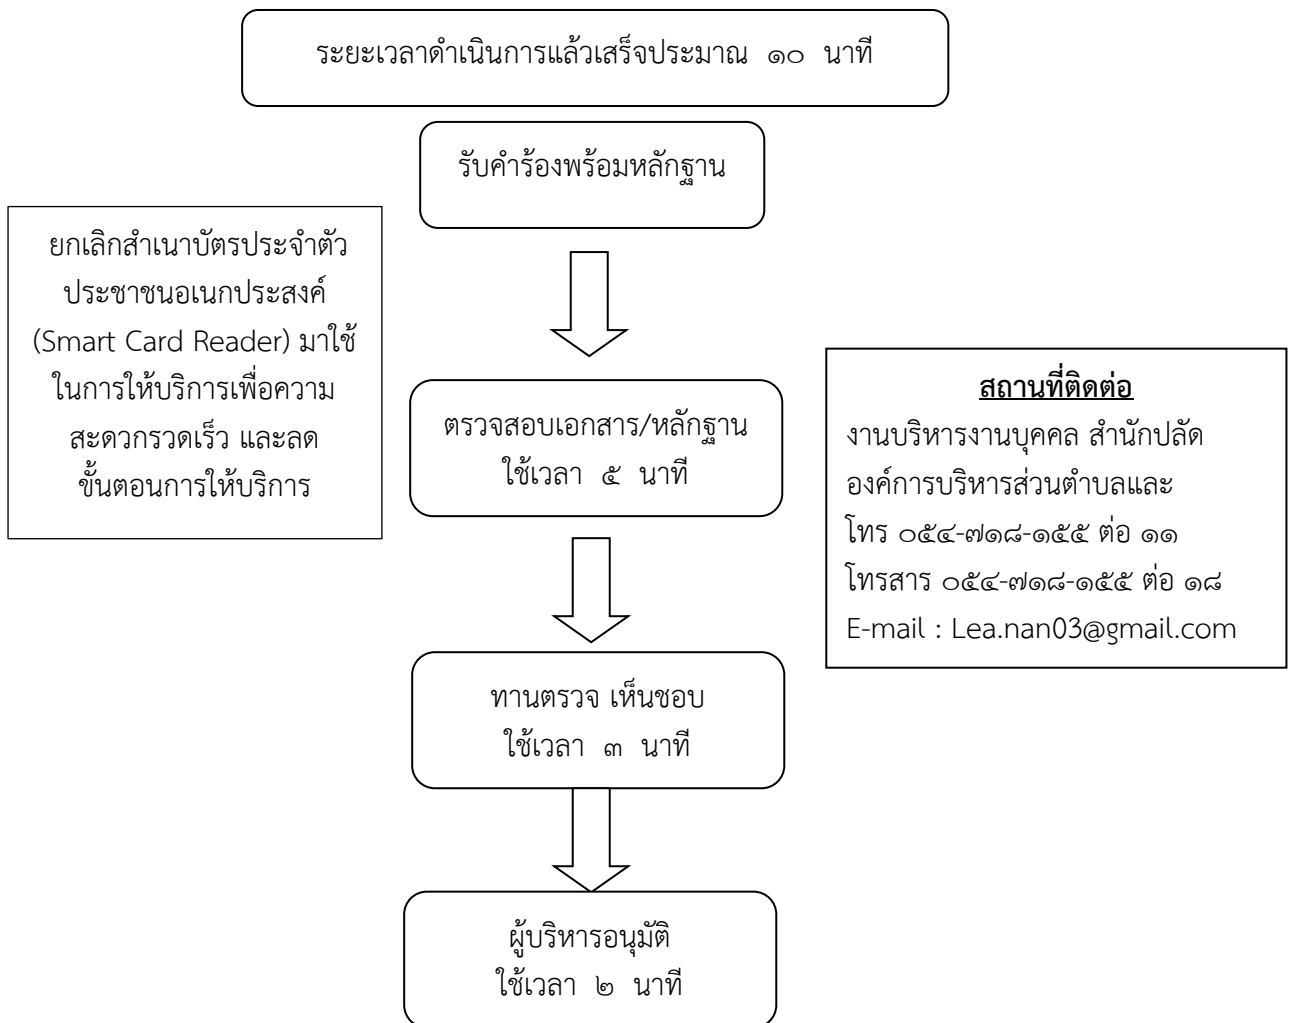 ระยะเวลาดำเนินการแล้วเสร็จประมาณ ๑๐ นาที
รับคำร้องพร้อมหลักฐาน
ยกเลิกสำเนาบัตรประจำตัว
ประชาชนอเนกประสงค์
(Smart Card Reader) มาใช้
ในการให้บริการเพื่อความ
สะดวกรวดเร็ว และลด
ขั้นตอนการให้บริการ
ตรวจสอบเอกสาร/หลักฐาน
ใช้เวลา ๕ นาที
สถานที่ติดต่อ
งานบริหารงานบุคคล สำนักปลัด
องค์การบริหารส่วนตำบลและ
โทร ๐๕๔-๗๑๘-๑๕๕ ต่อ ๑๑
โทรสาร ๐๕๔-๗๑๘-๑๕๕ ต่อ ๑๘
E-mail : Lea.nan03@gmail.com
ทานตรวจ เห็นชอบ
ใช้เวลา ๓ นาที
ผู้บริหารอนุมัติ
ใช้เวลา ๒ นาที